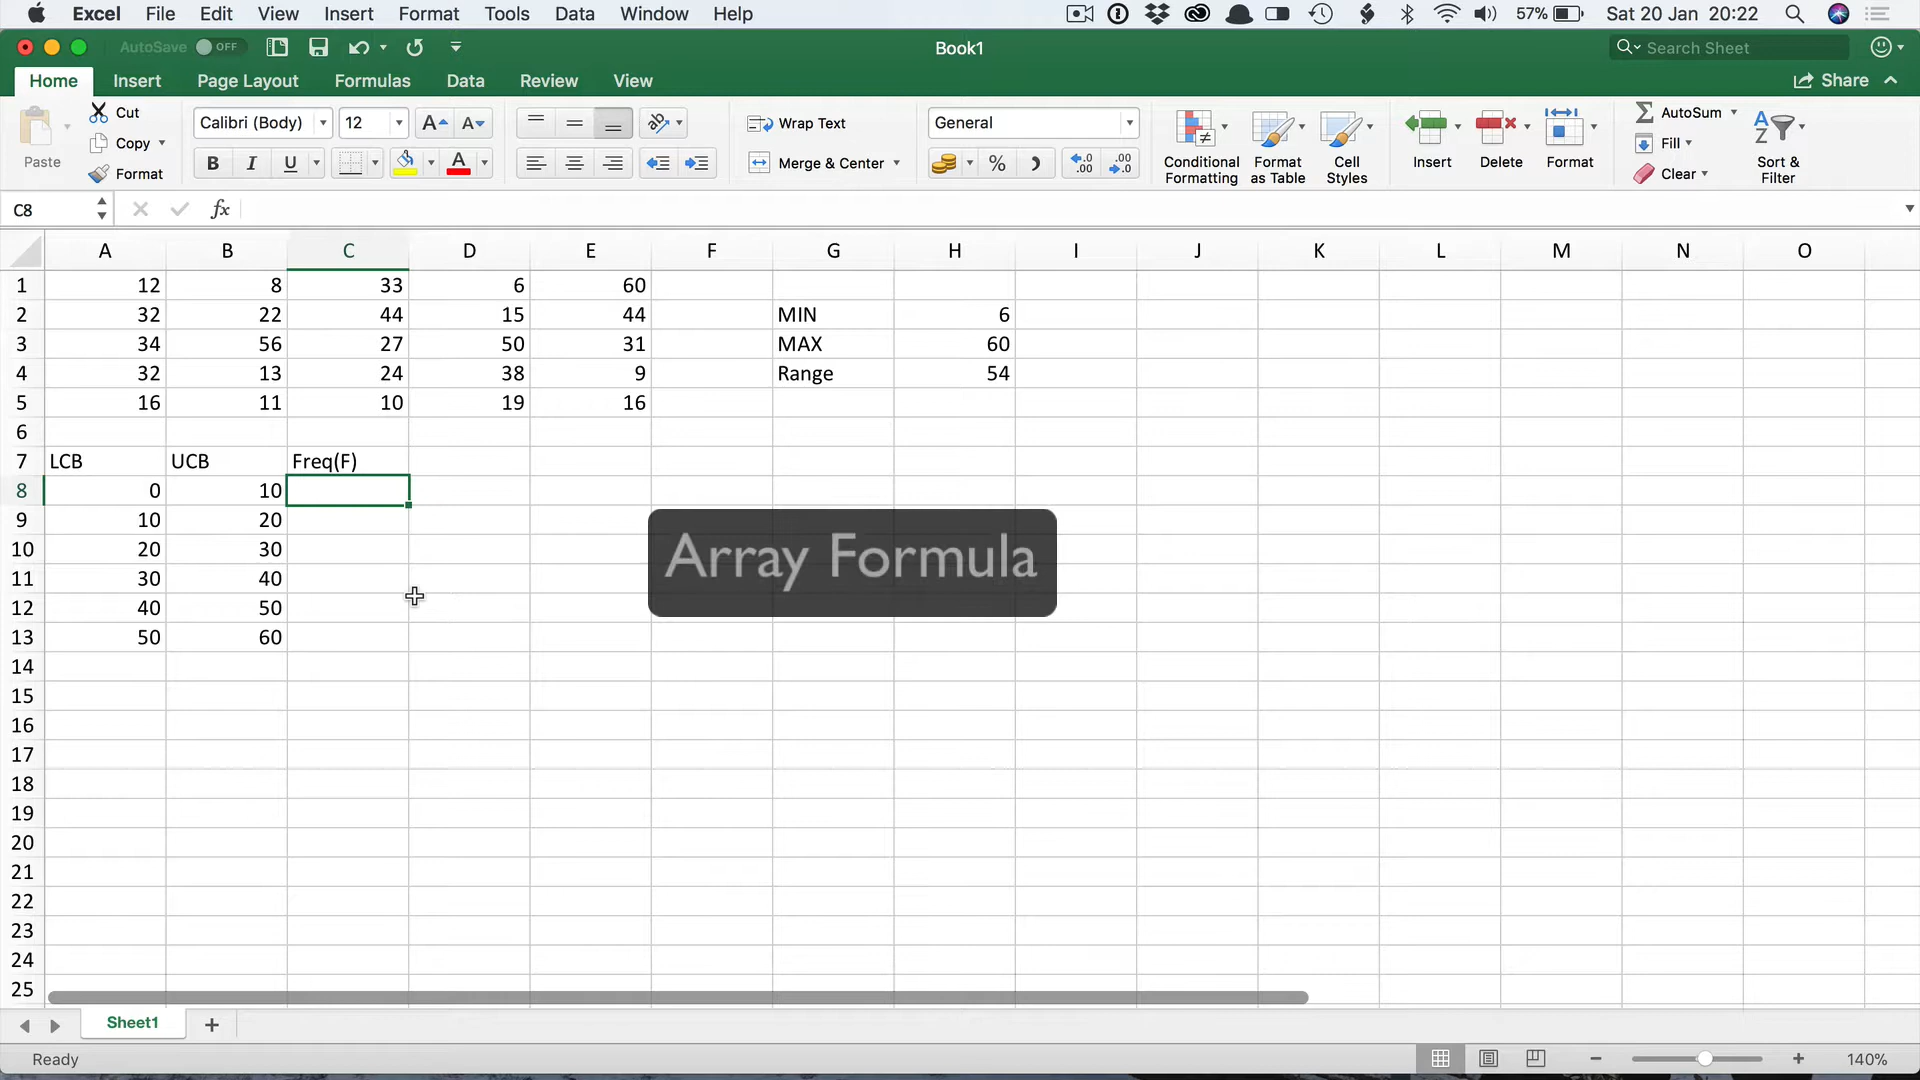 Excel File Edit View Insert Format Tools Data Window Help 57% Sat 20 Jan 20:22
AutoSave OFF Book1 Search Sheet
Home Insert Page Layout Formulas Data Review View Share
Paste Cut Copy Format
Calibri (Body) 12 A A
B I U A
Wrap Text
Merge & Center
General
%
.0 .00
.00 .0
Conditional Formatting
Format as Table
Cell Styles
Insert
Delete
Format
AutoSum
Fill
Clear
Sort & Filter
C8 fx
A B C D E F G H I J K L M N O
1 12 8 33 6 60
2 32 22 44 15 44 MIN 6
3 34 56 27 50 31 MAX 60
4 32 13 24 38 9 Range 54
5 16 11 10 19 16
6
7 LCB UCB Freq(F)
8 0 10
9 10 20
10 20 30
11 30 40
12 40 50
13 50 60
Array Formula
14
15
16
17
18
19
20
21
22
23
24
25
Sheet1 +
Ready 140%